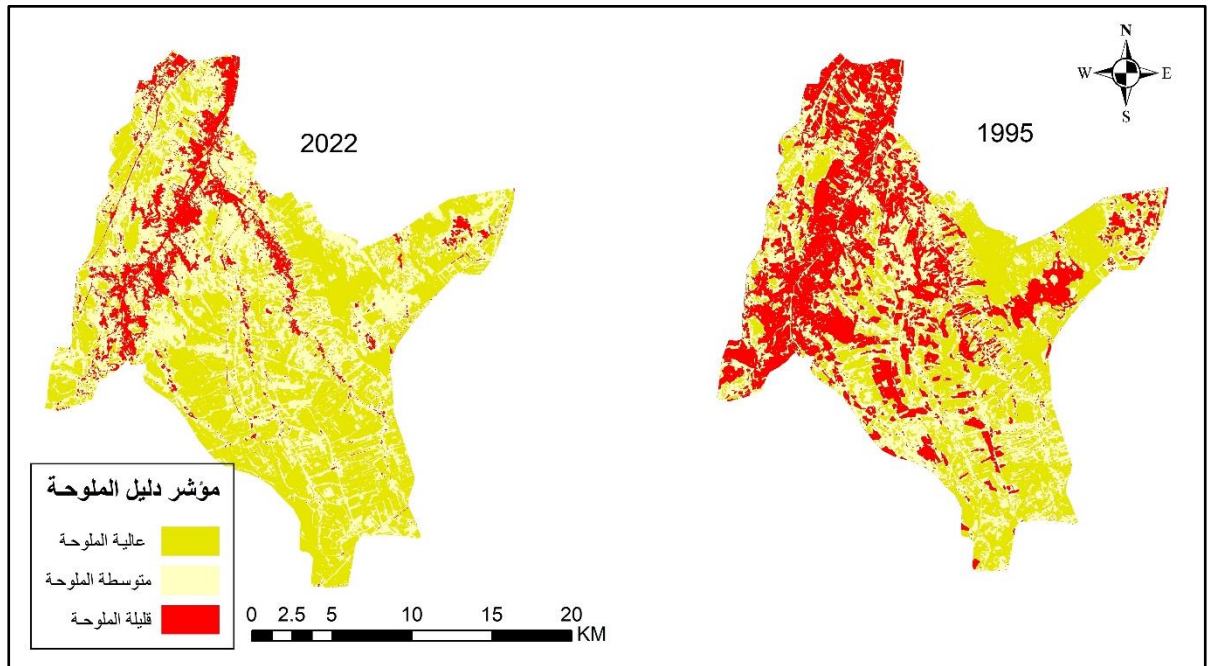 N
W E
S
2022
1995
مؤشر دليل الملوحة
عالية الملوحة
متوسطة الملوحة
قليلة الملوحة
0 2.5 5 10 15 20
KM